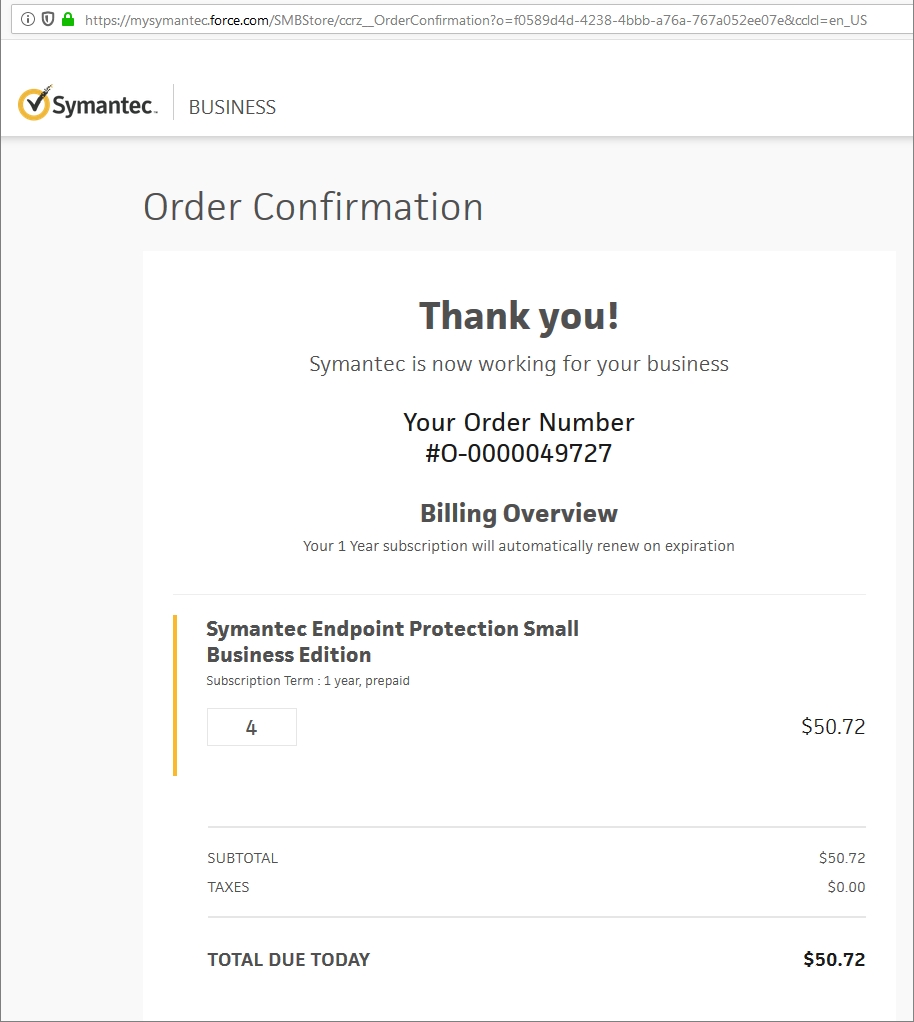 https://mysymantec.force.com/SMBStore/ccrz__OrderConfirmation?o=f0589d4d-4238-4bbb-a76a-767a052ee07e&cclcl=en_US
Symantec™ BUSINESS
Order Confirmation
Thank you!
Symantec is now working for your business
Your Order Number
#O-0000049727
Billing Overview
Your 1 Year subscription will automatically renew on expiration
Symantec Endpoint Protection Small
Business Edition
Subscription Term : 1 year, prepaid
4 $50.72
SUBTOTAL $50.72
TAXES $0.00
TOTAL DUE TODAY $50.72